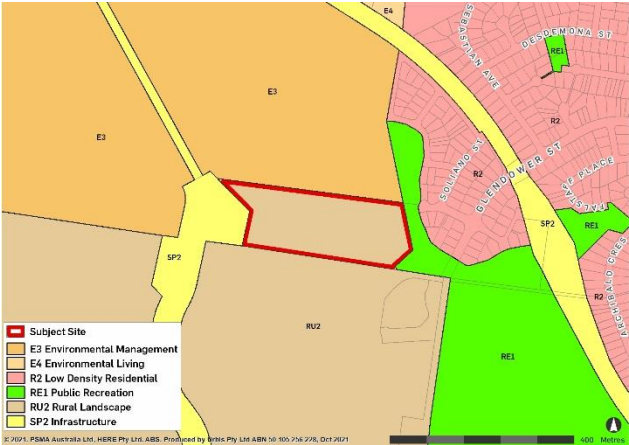 E4
SEBASTIAN AVE
DESDEMONA ST
RE1
E3
R2
E3
SOLIANO ST
R2
GLENDOWER ST
FALSTAFF PLACE
SP2
RE1
SP2
ARCHIBALD CRES
R2
RU2
RE1
Subject Site
E3 Environmental Management
E4 Environmental Living
R2 Low Density Residential
RE1 Public Recreation
RU2 Rural Landscape
SP2 Infrastructure
© 2021. PSMA Australia Ltd, HERE Pty Ltd. ABS. Produced by Urbis Pty Ltd ABN 50 105 256 228, Oct 2021
400 Metres